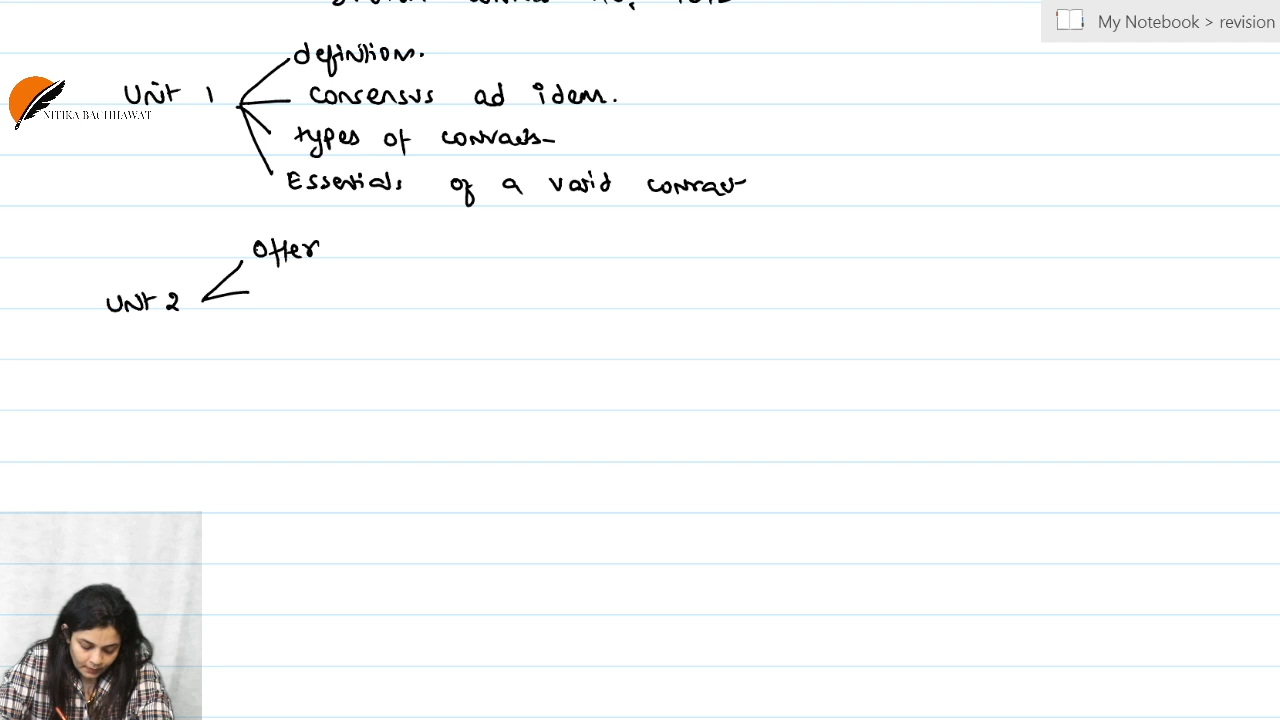 My Notebook > revision
definition.
Unit 1
consensus ad idem.
NITIKA BACHHAWAT
types of contracts
Essentials of a valid contract
Offer
Unit 2